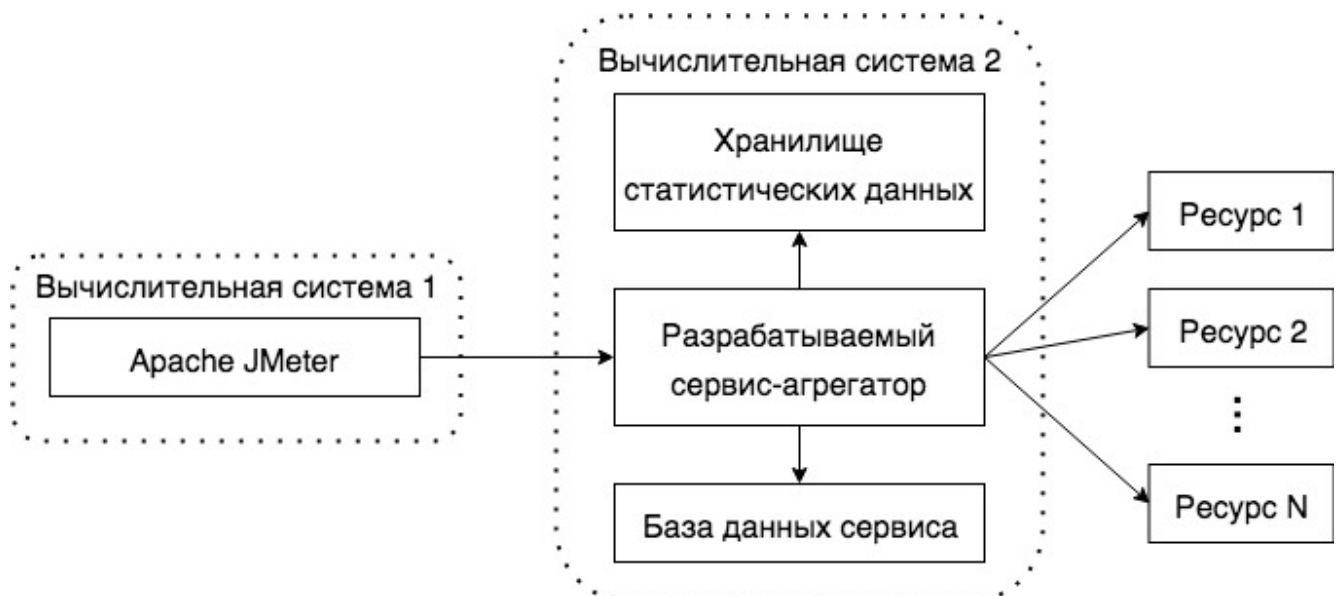 Вычислительная система 1
Apache JMeter
Вычислительная система 2
Хранилище
статистических данных
Разрабатываемый
сервис-агрегатор
База данных сервиса
Ресурс 1
Ресурс 2
Ресурс N